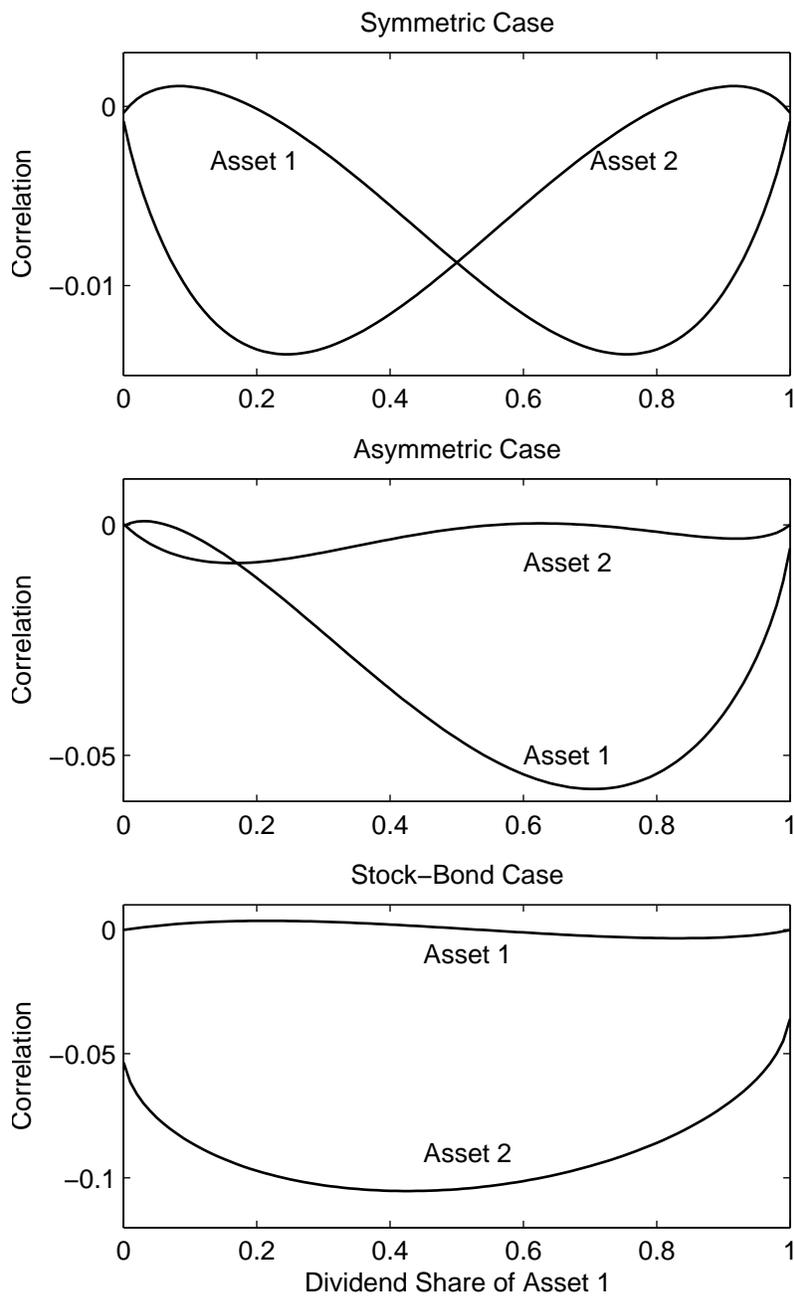 Symmetric Case
0
Asset 1
Asset 2
Correlation
−0.01
0 0.2 0.4 0.6 0.8 1
Asymmetric Case
0
Asset 2
Correlation
Asset 1
−0.05
0 0.2 0.4 0.6 0.8 1
Stock−Bond Case
0
Asset 1
−0.05
Correlation
Asset 2
−0.1
0 0.2 0.4 0.6 0.8 1
Dividend Share of Asset 1